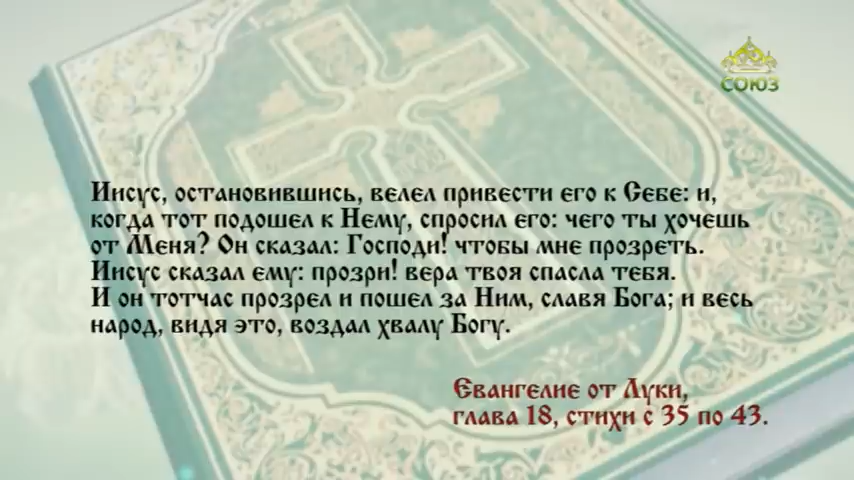 СОЮЗ
Иисус, остановившись, велел привести его к Себе: и,
когда тот подошел к Нему, спросил его: чего ты хочешь
от Меня? Он сказал: Господи! чтобы мне прозреть.
Иисус сказал ему: прозри! вера твоя спасла тебя.
И он тотчас прозрел и пошел за Ним, славя Бога; и весь
народ, видя это, воздал хвалу Богу.
Евангелие от Луки,
глава 18, стихи с 35 по 43.